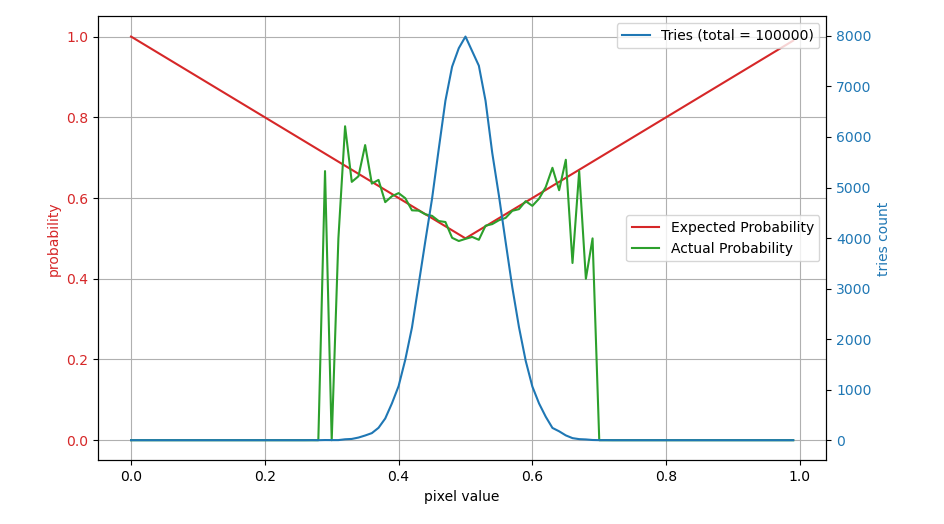 Tries (total = 100000)
1.0
0.8
0.6
0.4
0.2
0.0
probability
8000
7000
6000
5000
4000
3000
2000
1000
0
tries count
Expected Probability
Actual Probability
0.0 0.2 0.4 0.6 0.8 1.0
pixel value